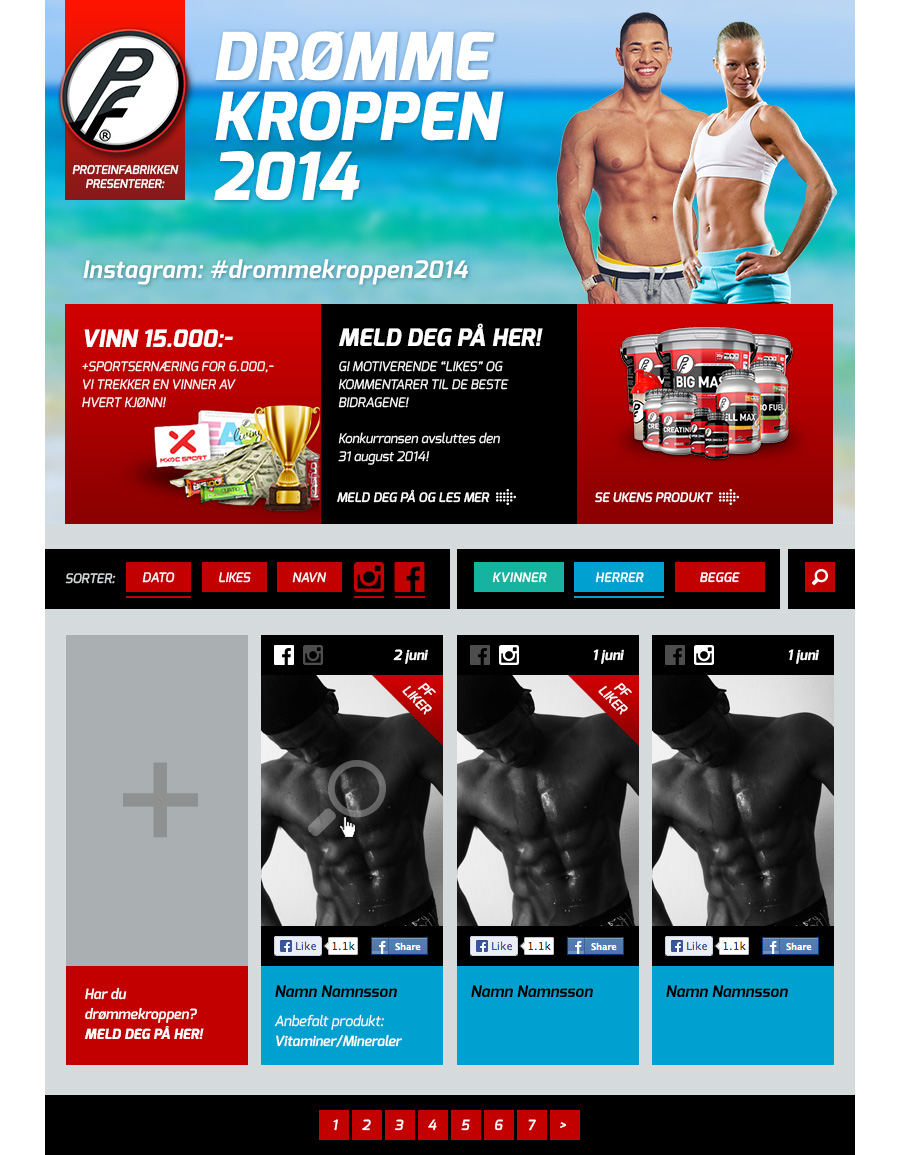 PF
®
PROTEINFABRIKKEN
PRESENTERER:
DRØMME
KROPPEN
2014
Instagram: #drommekroppen2014
VINN 15.000:-
+SPORTSERNÆRING FOR 6.000,-
VI TREKKER EN VINNER AV
HVERT KJØNN!
MELD DEG PÅ HER!
GI MOTIVERENDE “LIKES” OG
KOMMENTARER TIL DE BESTE
BIDRAGENE!
Konkurransen avsluttes den
31 august 2014!
MELD DEG PÅ OG LES MER
SE UKENS PRODUKT
SORTER:
DATO
LIKES
NAVN
KVINNER
HERRER
BEGGE
2 juni
1 juni
1 juni
PF
LIKER
PF
LIKER
Like
1.1k
Share
Like
1.1k
Share
Like
1.1k
Share
Har du
drømmekroppen?
MELD DEG PÅ HER!
Namn Namnsson
Anbefalt produkt:
Vitaminer/Mineraler
Namn Namnsson
Namn Namnsson
1 2 3 4 5 6 7 >